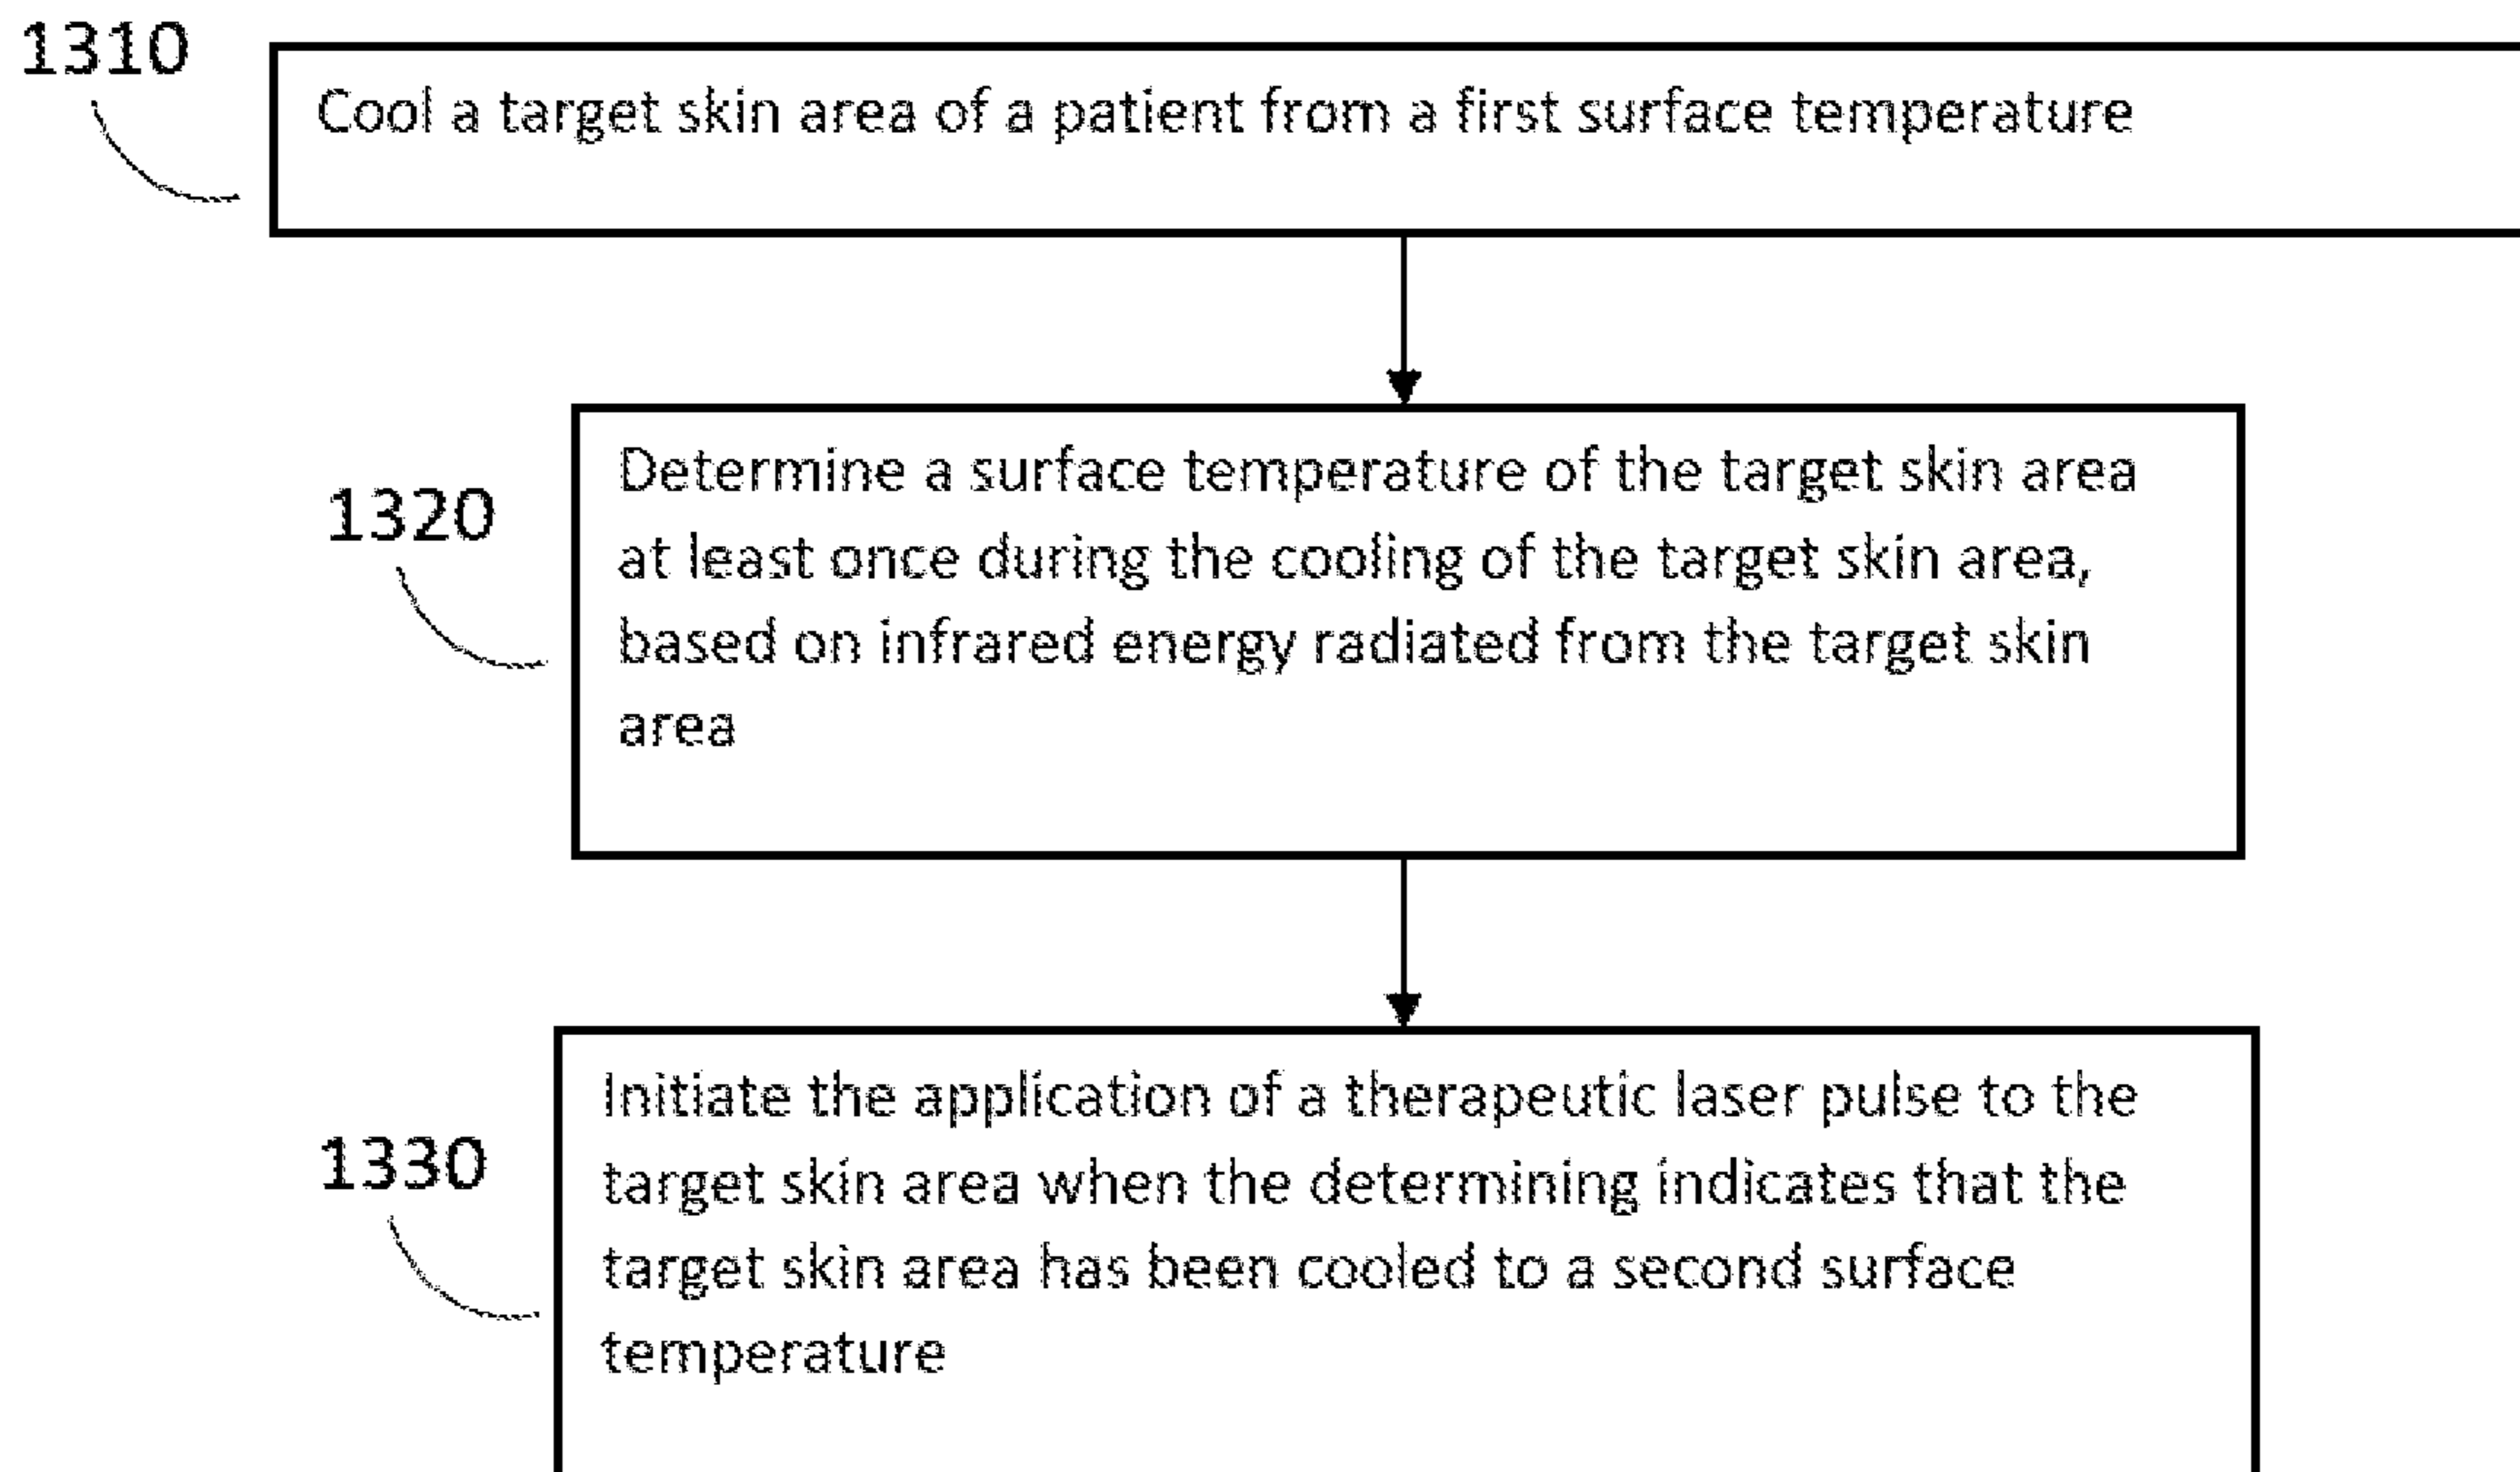 1310
Cool a target skin area of a patient from a first surface temperature
1320
Determine a surface temperature of the target skin area
at least once during the cooling of the target skin area,
based on infrared energy radiated from the target skin
area
1330
Initiate the application of a therapeutic laser pulse to the
target skin area when the determining indicates that the
target skin area has been cooled to a second surface
temperature